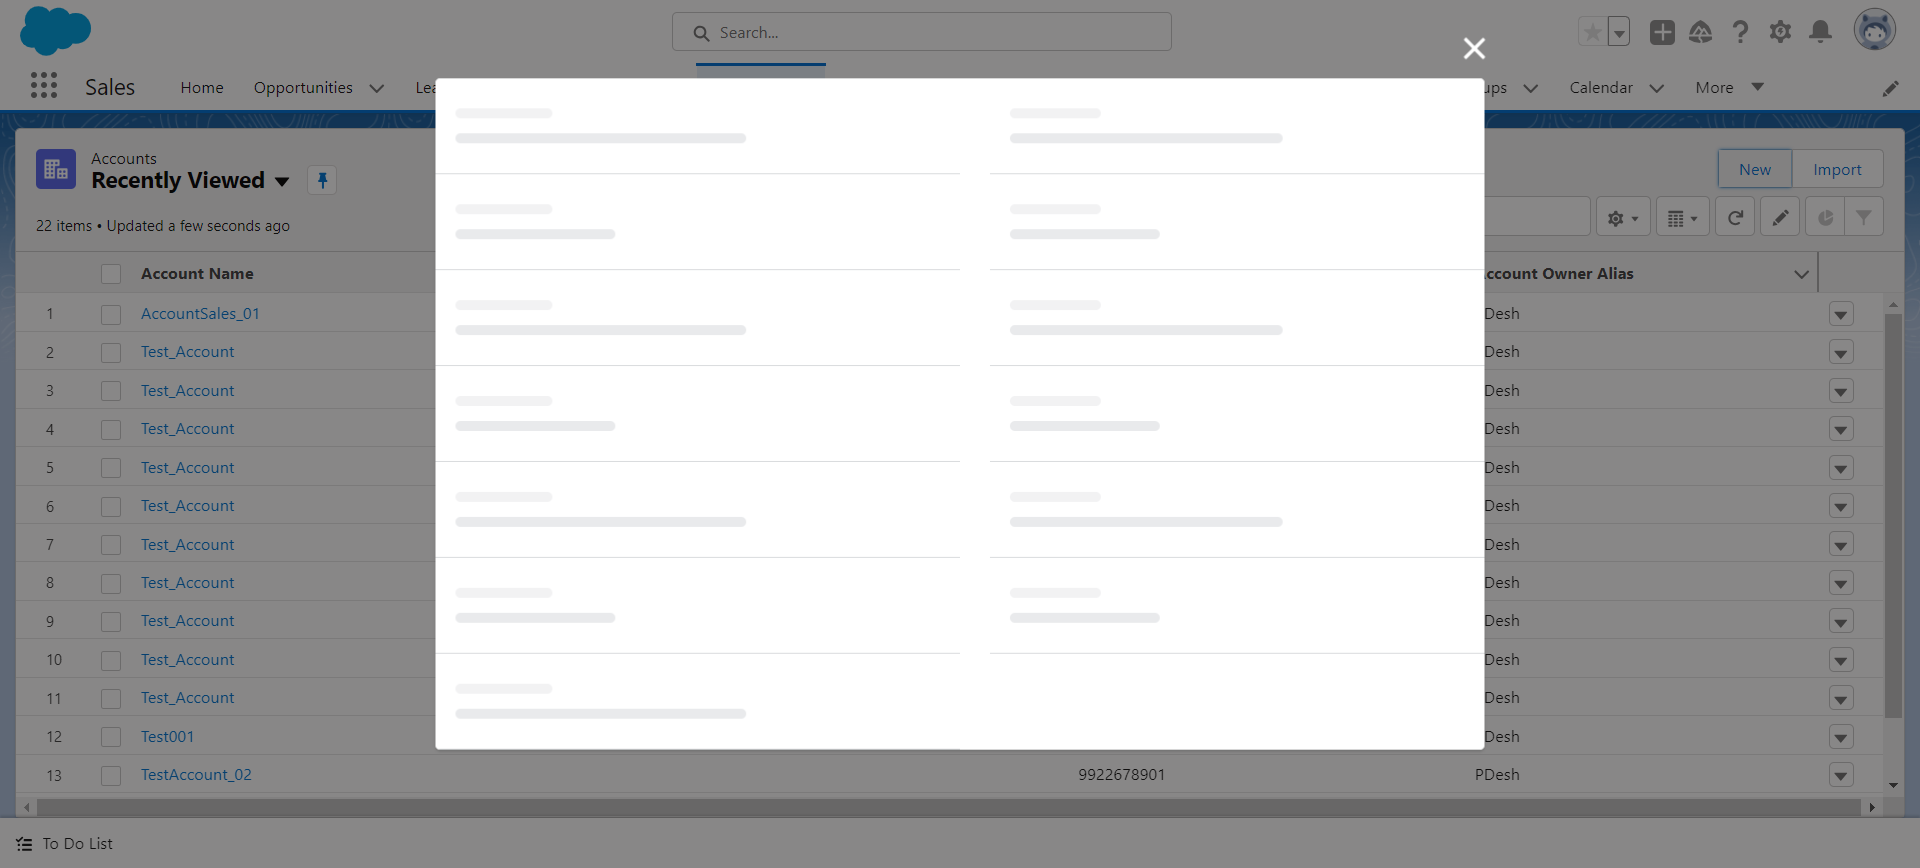 Search...
Sales
Home
Opportunities
Lea
ups
Calendar
More
Accounts
Recently Viewed
22 items • Updated a few seconds ago
New
Import
Account Name
ccount Owner Alias
1 AccountSales_01 Desh
2 Test_Account Desh
3 Test_Account Desh
4 Test_Account Desh
5 Test_Account Desh
6 Test_Account Desh
7 Test_Account Desh
8 Test_Account Desh
9 Test_Account Desh
10 Test_Account Desh
11 Test_Account Desh
12 Test001 Desh
13 TestAccount_02 9922678901 PDesh
To Do List